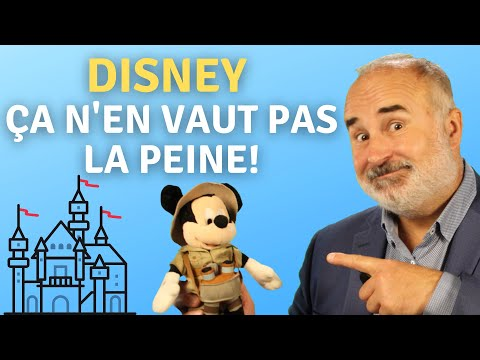 DISNEY
ÇA N'EN VAUT PAS
LA PEINE!